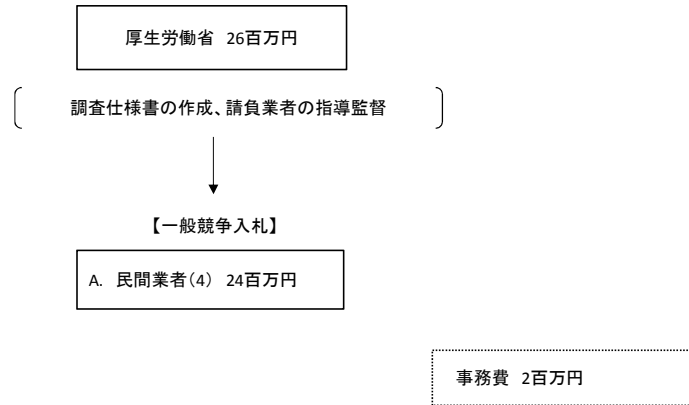 厚生労働省 26百万円
調査仕様書の作成、請負業者の指導監督
【一般競争入札】
A. 民間業者(4) 24百万円
事務費 2百万円